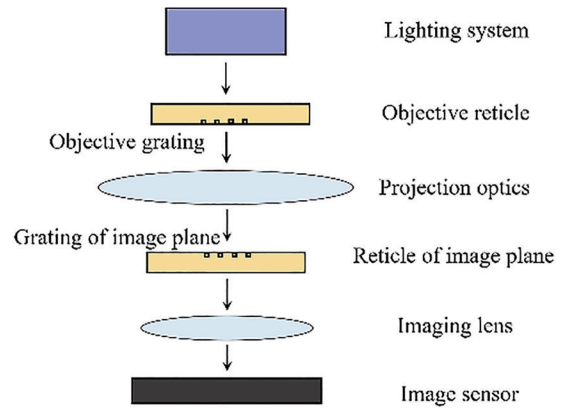 Lighting system
Objective reticle
Objective grating
Projection optics
Grating of image plane
Reticle of image plane
Imaging lens
Image sensor